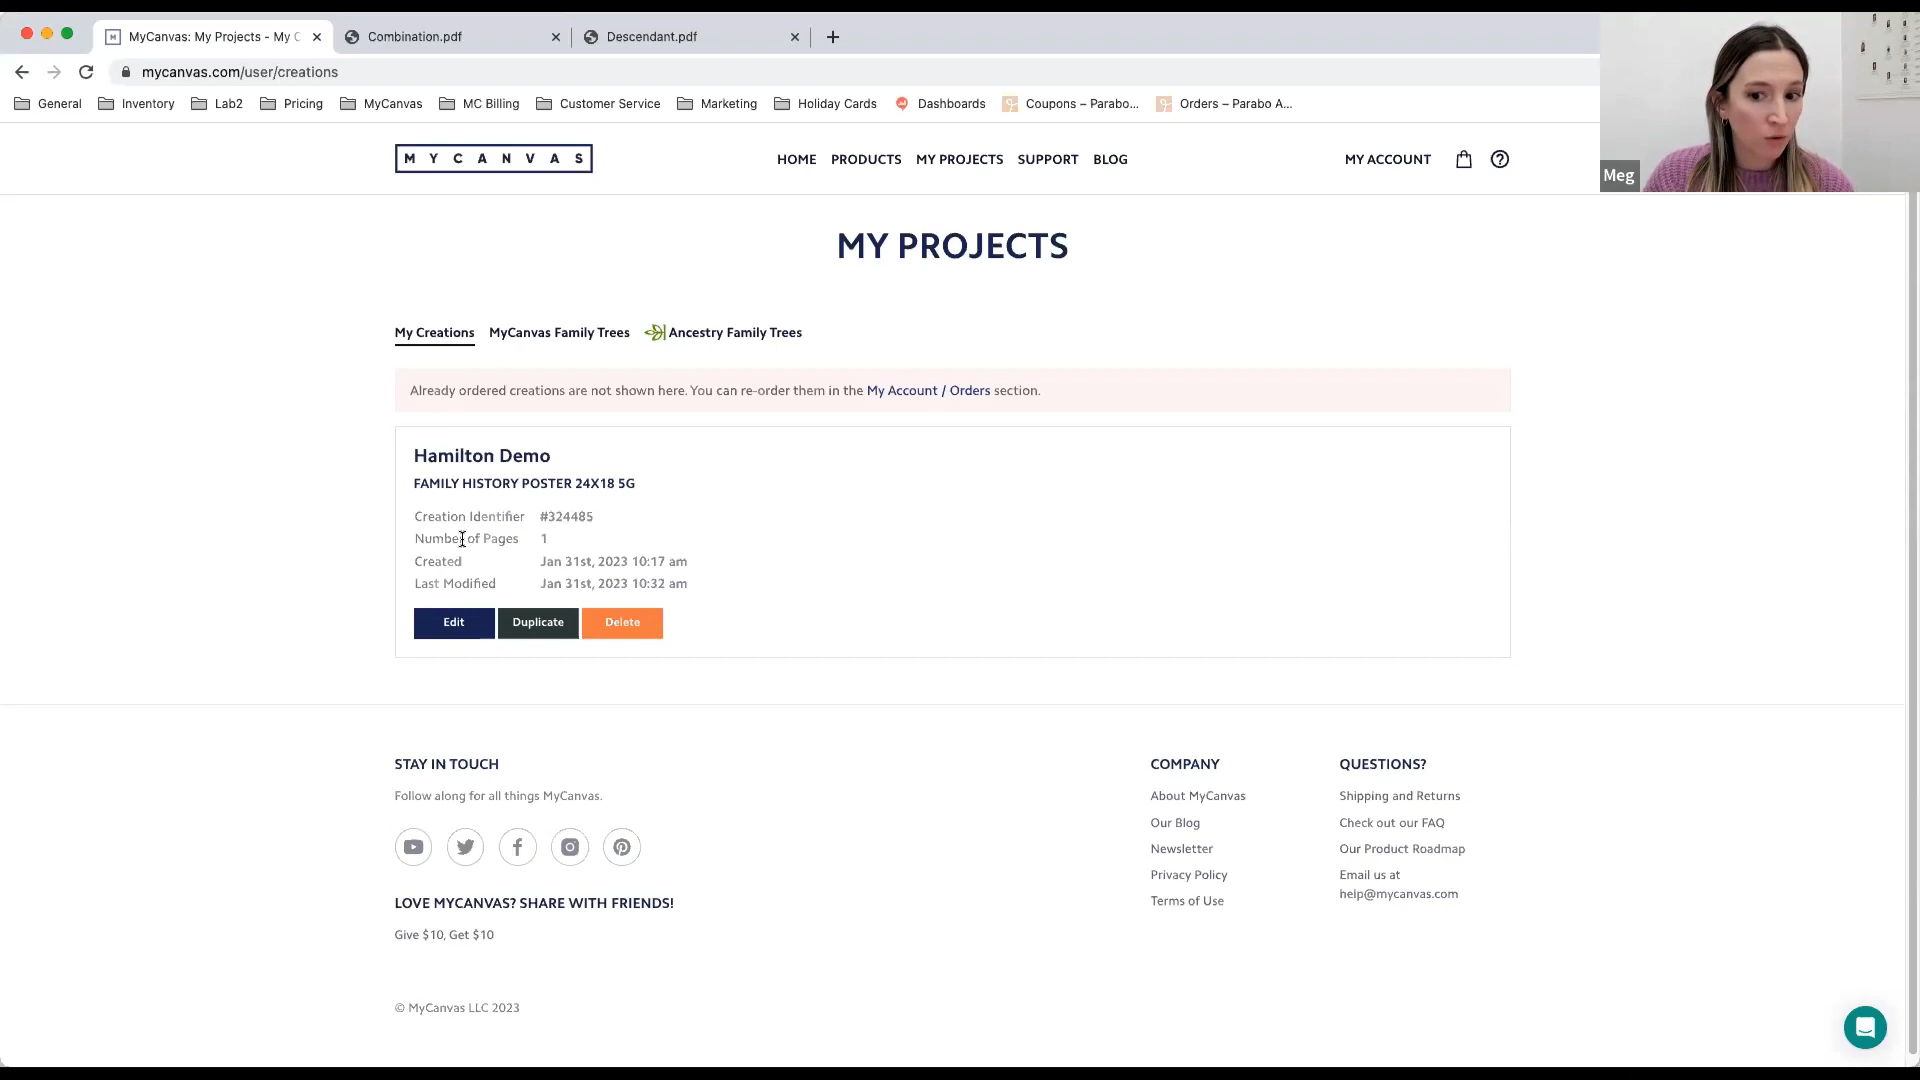 MyCanvas: My Projects - My C
Combination.pdf
Descendant.pdf
mycanvas.com/user/creations
General
Inventory
Lab2
Pricing
MyCanvas
MC Billing
Customer Service
Marketing
Holiday Cards
Dashboards
Coupons – Parabo...
Orders – Parabo A...
Meg
MYCANVAS
HOME PRODUCTS MY PROJECTS SUPPORT BLOG
MY ACCOUNT
MY PROJECTS
My Creations MyCanvas Family Trees Ancestry Family Trees
Already ordered creations are not shown here. You can re-order them in the My Account / Orders section.
Hamilton Demo
FAMILY HISTORY POSTER 24X18 5G
Creation Identifier #324485
Number of Pages 1
Created Jan 31st, 2023 10:17 am
Last Modified Jan 31st, 2023 10:32 am
Edit Duplicate Delete
STAY IN TOUCH
Follow along for all things MyCanvas.
LOVE MYCANVAS? SHARE WITH FRIENDS!
Give $10, Get $10
COMPANY
About MyCanvas
Our Blog
Newsletter
Privacy Policy
Terms of Use
QUESTIONS?
Shipping and Returns
Check out our FAQ
Our Product Roadmap
Email us at
help@mycanvas.com
© MyCanvas LLC 2023